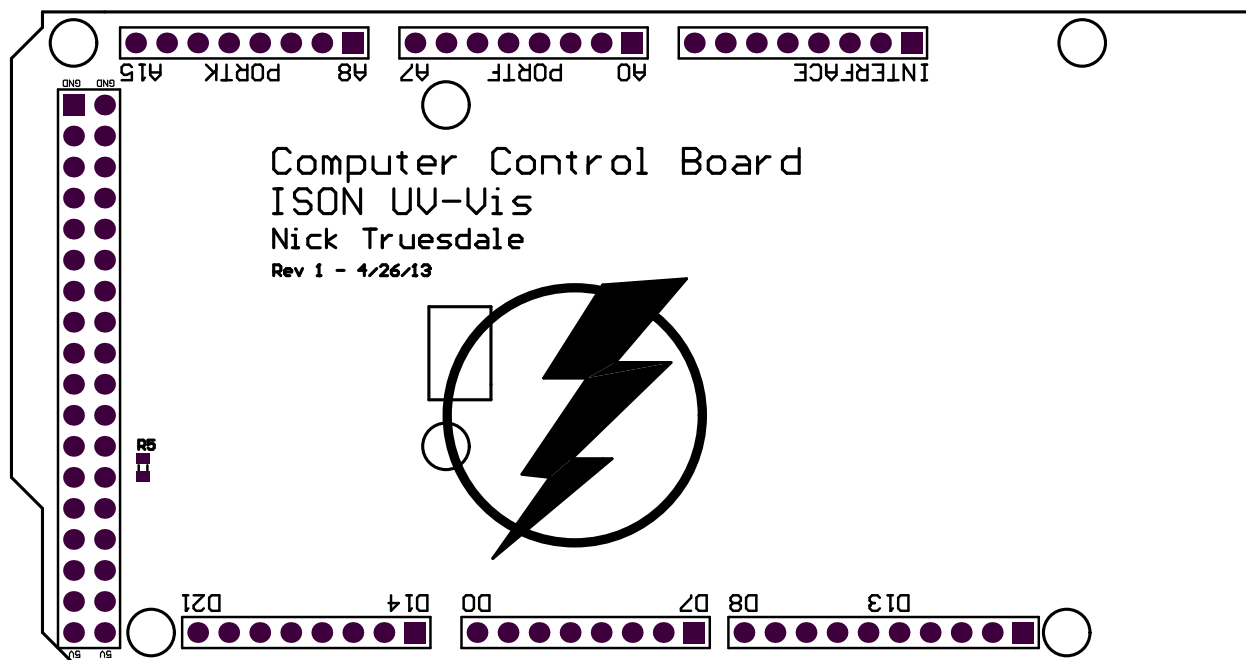 A15 PORTK A8 A7 PORTF A0 INTERFACE
GND GND
Computer Control Board
ISON UV-Vis
Nick Truesdale
Rev 1 - 4/26/13
R5
D21 D14 D0 D7 D8 D13
5V 5V